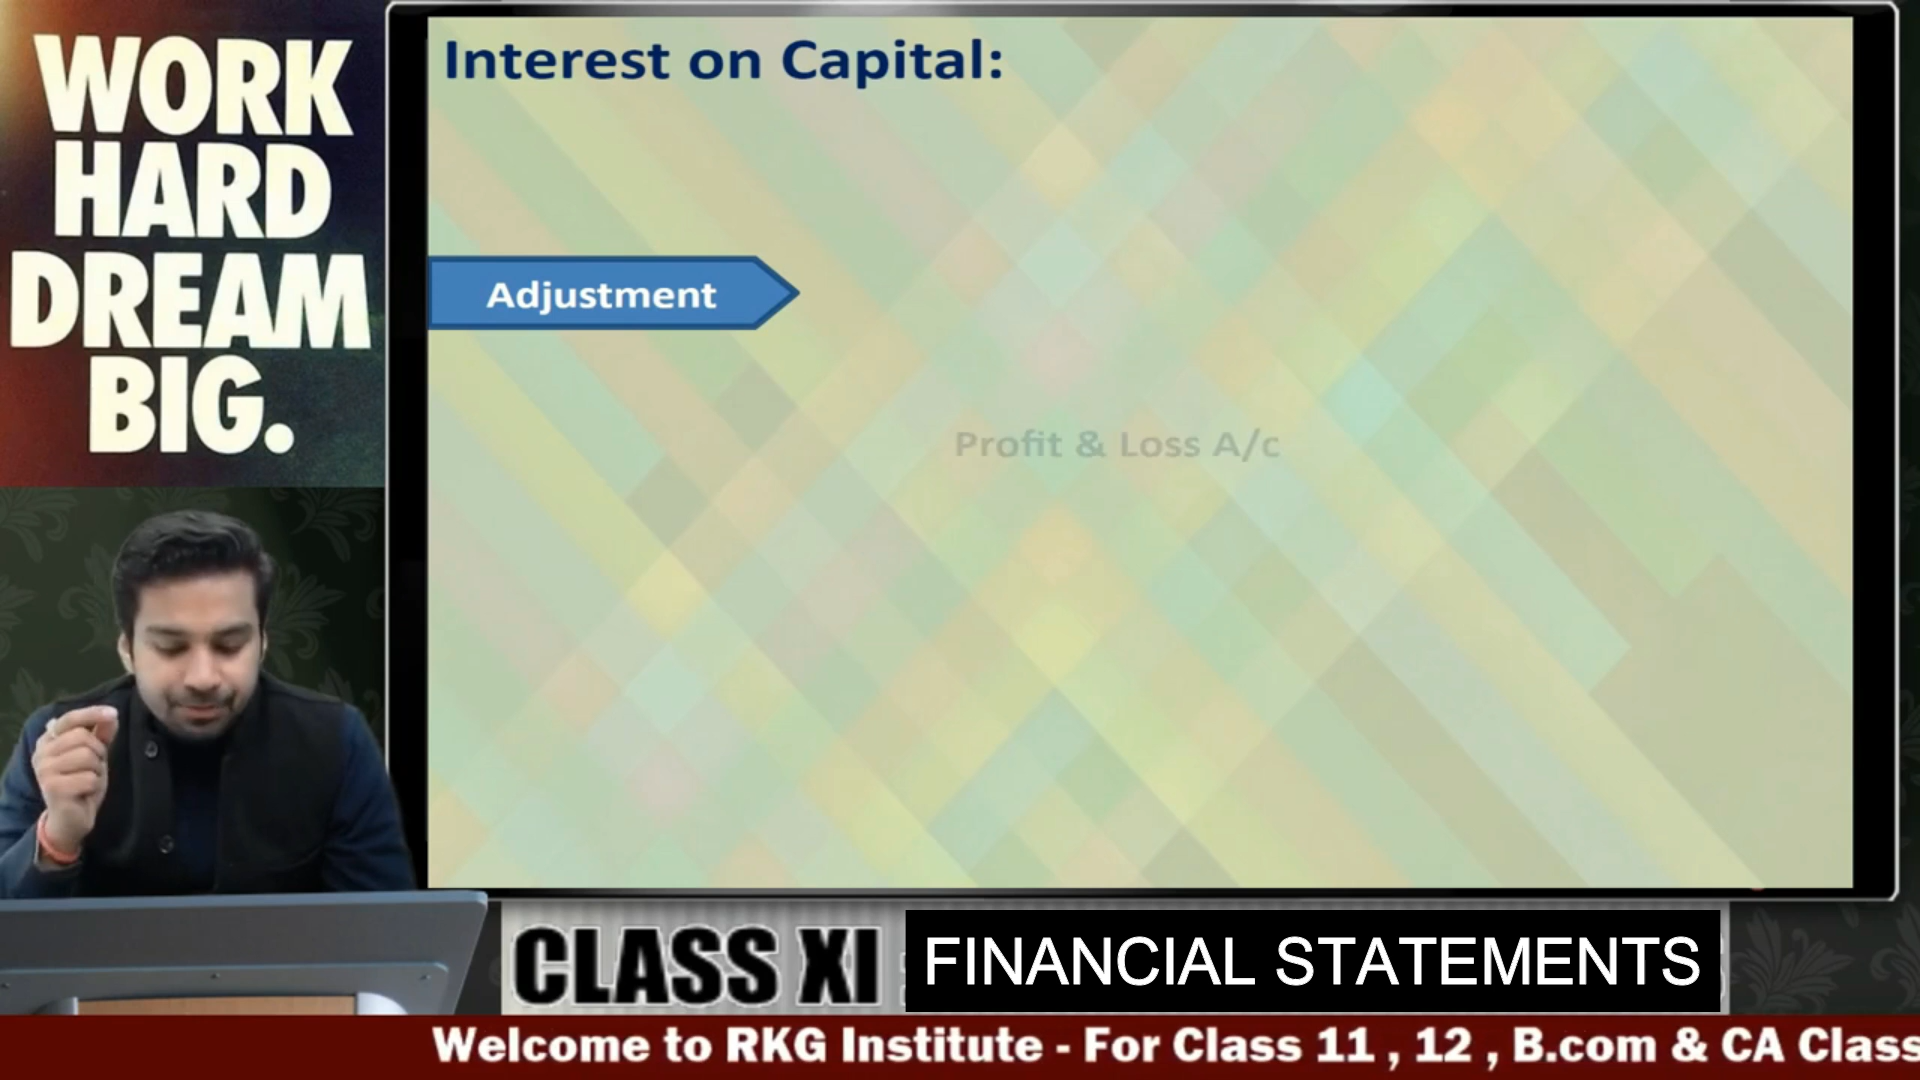 WORK
HARD
DREAM
BIG.
Interest on Capital:
Adjustment
Profit & Loss A/c
CLASS XI
FINANCIAL STATEMENTS
Welcome to RKG Institute - For Class 11 , 12 , B.com & CA Class